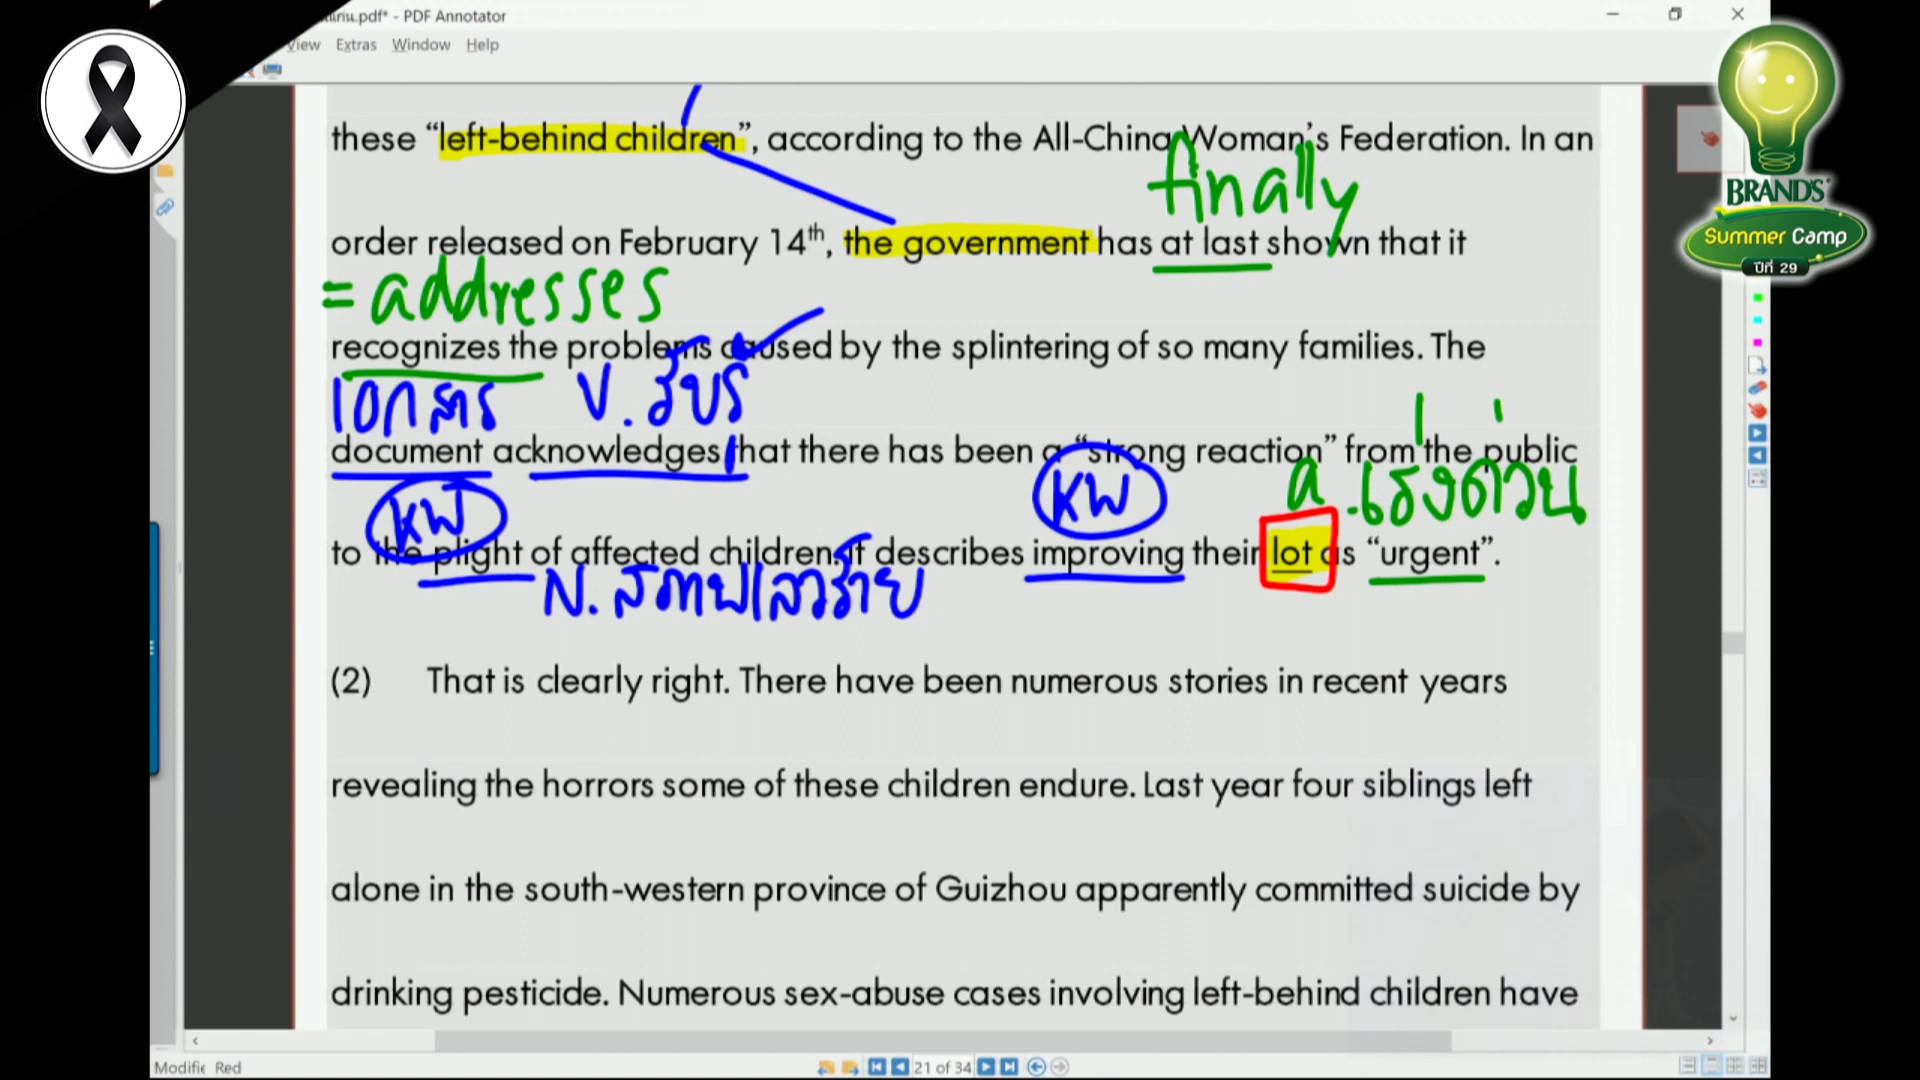 แกน.pdf* - PDF Annotator
View Extras Window Help
these “left-behind children”, according to the All-China Woman’s Federation. In an
finally
order released on February 14th, the government has at last shown that it
= addresses
recognizes the problems caused by the splintering of so many families. The
เอกสาร v. รับรู้
document acknowledges that there has been a “strong reaction” from the public
KW KW a. เร่งด่วน
to the plight of affected children. It describes improving their lot as “urgent”.
N. สภาพเลวร้าย
(2) That is clearly right. There have been numerous stories in recent years
revealing the horrors some of these children endure. Last year four siblings left
alone in the south-western province of Guizhou apparently committed suicide by
drinking pesticide. Numerous sex-abuse cases involving left-behind children have
BRAND'S
Summer Camp
ปีที่ 29
Modifie Red
21 of 34